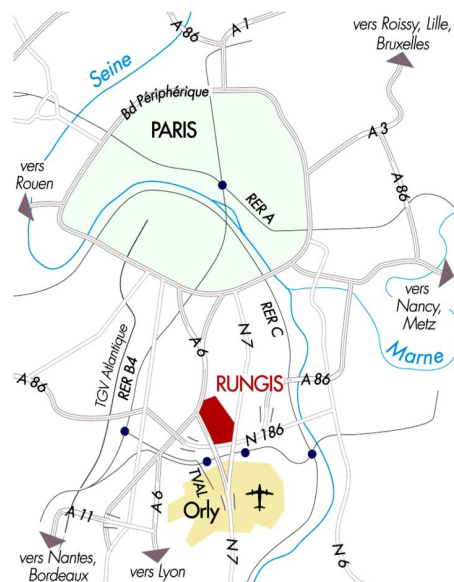 A 86
A 1
vers Roissy, Lille,
Bruxelles
Seine
Bd Périphérique
PARIS
A 3
vers
Rouen
RER A
A 86
vers
Nancy,
Metz
Marne
TGV Atlantique
RER B4
A 6
N 7
RER C
A 86
RUNGIS
A 86
N 186
TVAL
Orly
A 11
A 6
N 7
N 6
vers Nantes,
Bordeaux
vers Lyon